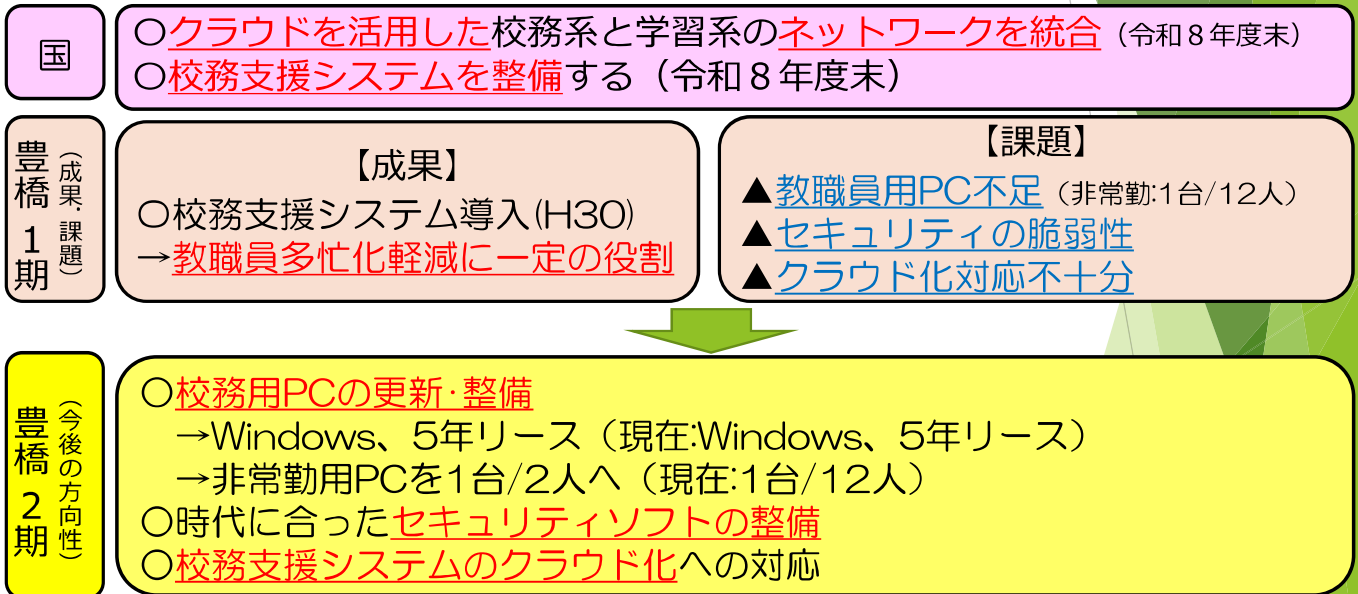 国
○クラウドを活用した校務系と学習系のネットワークを統合（令和８年度末）
○校務支援システムを整備する（令和８年度末）
豊橋１期
（成果・課題）
【成果】
○校務支援システム導入(H30)
→教職員多忙化軽減に一定の役割
【課題】
▲教職員用PC不足（非常勤:1台/12人）
▲セキュリティの脆弱性
▲クラウド化対応不十分
豊橋２期
（今後の方向性）
○校務用PCの更新・整備
→Windows、5年リース（現在:Windows、5年リース）
→非常勤用PCを1台/2人へ（現在:1台/12人）
○時代に合ったセキュリティソフトの整備
○校務支援システムのクラウド化への対応